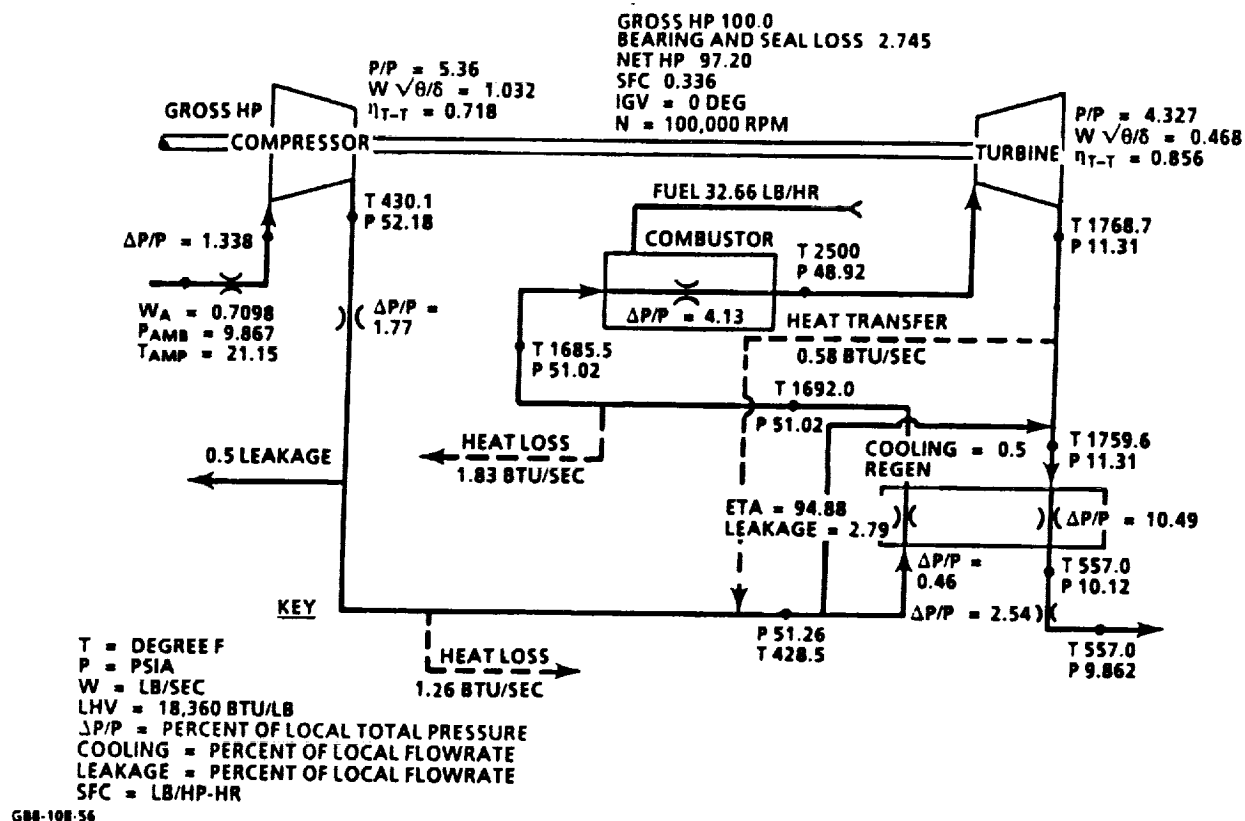 GROSS HP 100.0
BEARING AND SEAL LOSS 2.745
NET HP 97.20
SFC 0.336
IGV = 0 DEG
N = 100,000 RPM
P/P = 5.36
W √θ/δ = 1.032
ηT-T = 0.718
GROSS HP
COMPRESSOR
P/P = 4.327
W √θ/δ = 0.468
ηT-T = 0.856
TURBINE
T 430.1
P 52.18
FUEL 32.66 LB/HR
ΔP/P = 1.338
COMBUSTOR
T 2500
P 48.92
T 1768.7
P 11.31
WA = 0.7098
PAMB = 9.867
TAMP = 21.15
ΔP/P =
1.77
ΔP/P = 4.13
HEAT TRANSFER
0.58 BTU/SEC
T 1685.5
P 51.02
T 1692.0
P 51.02
0.5 LEAKAGE
HEAT LOSS
1.83 BTU/SEC
COOLING = 0.5
REGEN
T 1759.6
P 11.31
ETA = 94.88
LEAKAGE = 2.79
ΔP/P = 10.49
ΔP/P =
0.46
T 557.0
P 10.12
KEY
ΔP/P = 2.54
P 51.26
T 428.5
T 557.0
P 9.862
HEAT LOSS
1.26 BTU/SEC
T = DEGREE F
P = PSIA
W = LB/SEC
LHV = 18,360 BTU/LB
ΔP/P = PERCENT OF LOCAL TOTAL PRESSURE
COOLING = PERCENT OF LOCAL FLOWRATE
LEAKAGE = PERCENT OF LOCAL FLOWRATE
SFC = LB/HP-HR
GB8-108-56